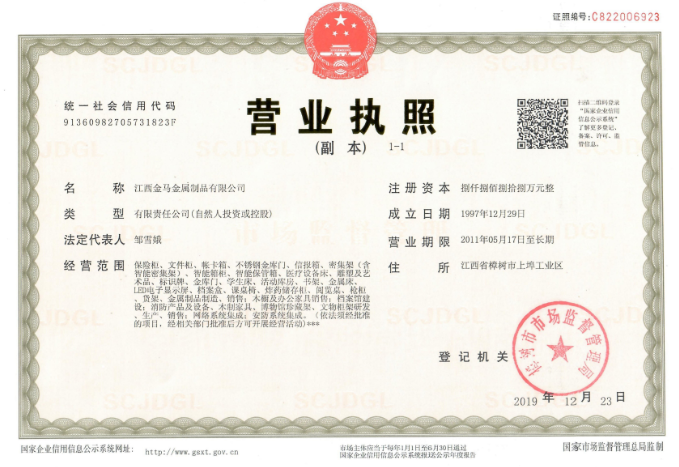 证照编号:C822006923
统一社会信用代码
91360982705731823F
营业执照
(副本) 1-1
扫描二维码登录
“国家企业信用
信息公示系统”
了解更多登记、
备案、许可、监
管信息。
名称 江西金马金属制品有限公司
类型 有限责任公司(自然人投资或控股)
法定代表人 邹雪娥
经营范围 保险柜、文件柜、帐卡箱、不锈钢金库门、信报箱、密集架(含
智能密集架)、智能箱柜、智能保管箱、医疗设备床、雕塑及艺
术品、标识牌、金库门、学生床、活动库房、书架、金属床、
LED电子显示屏、档案盒、课桌椅、炸药储存柜、阅览桌、枪柜
、货架、金属制品制造、销售;木橱及办公家具销售;档案馆建
设;消防产品及设备、木制家具、博物馆珍藏架、文物柜架研发
、生产、销售;网络系统集成;安防系统集成。(依法须经批准
的项目,经相关部门批准后方可开展经营活动)***
注册资本 捌仟捌佰捌拾捌万元整
成立日期 1997年12月29日
营业期限 2011年05月17日至长期
住所 江西省樟树市上埠工业区
登记机关
樟树市市场监督管理局
2019 年 12 月 23 日
国家企业信用信息公示系统网址: http://www.gsxt.gov.cn
市场主体应当于每年1月1日至6月30日通过
国家企业信用信息公示系统报送公示年度报告
国家市场监督管理总局监制
SCJDGL